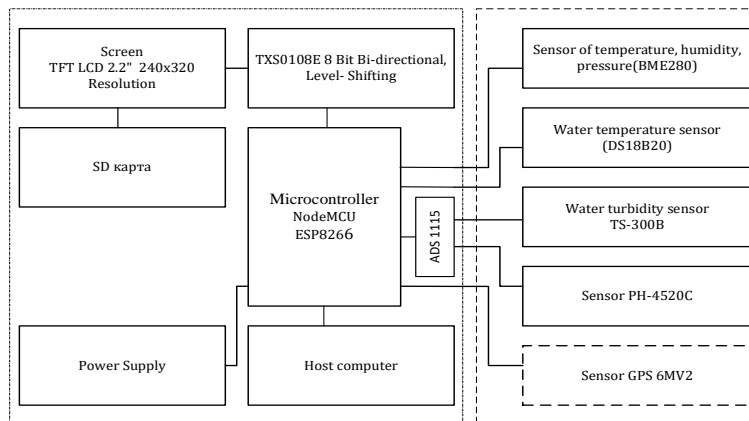 Screen
TFT LCD 2.2" 240x320
Resolution
TXS0108E 8 Bit Bi-directional,
Level- Shifting
Sensor of temperature, humidity,
pressure(BME280)
SD карта
Water temperature sensor
(DS18B20)
Microcontroller
NodeMCU
ESP8266
ADS 1115
Water turbidity sensor
TS-300B
Sensor PH-4520C
Power Supply
Host computer
Sensor GPS 6MV2